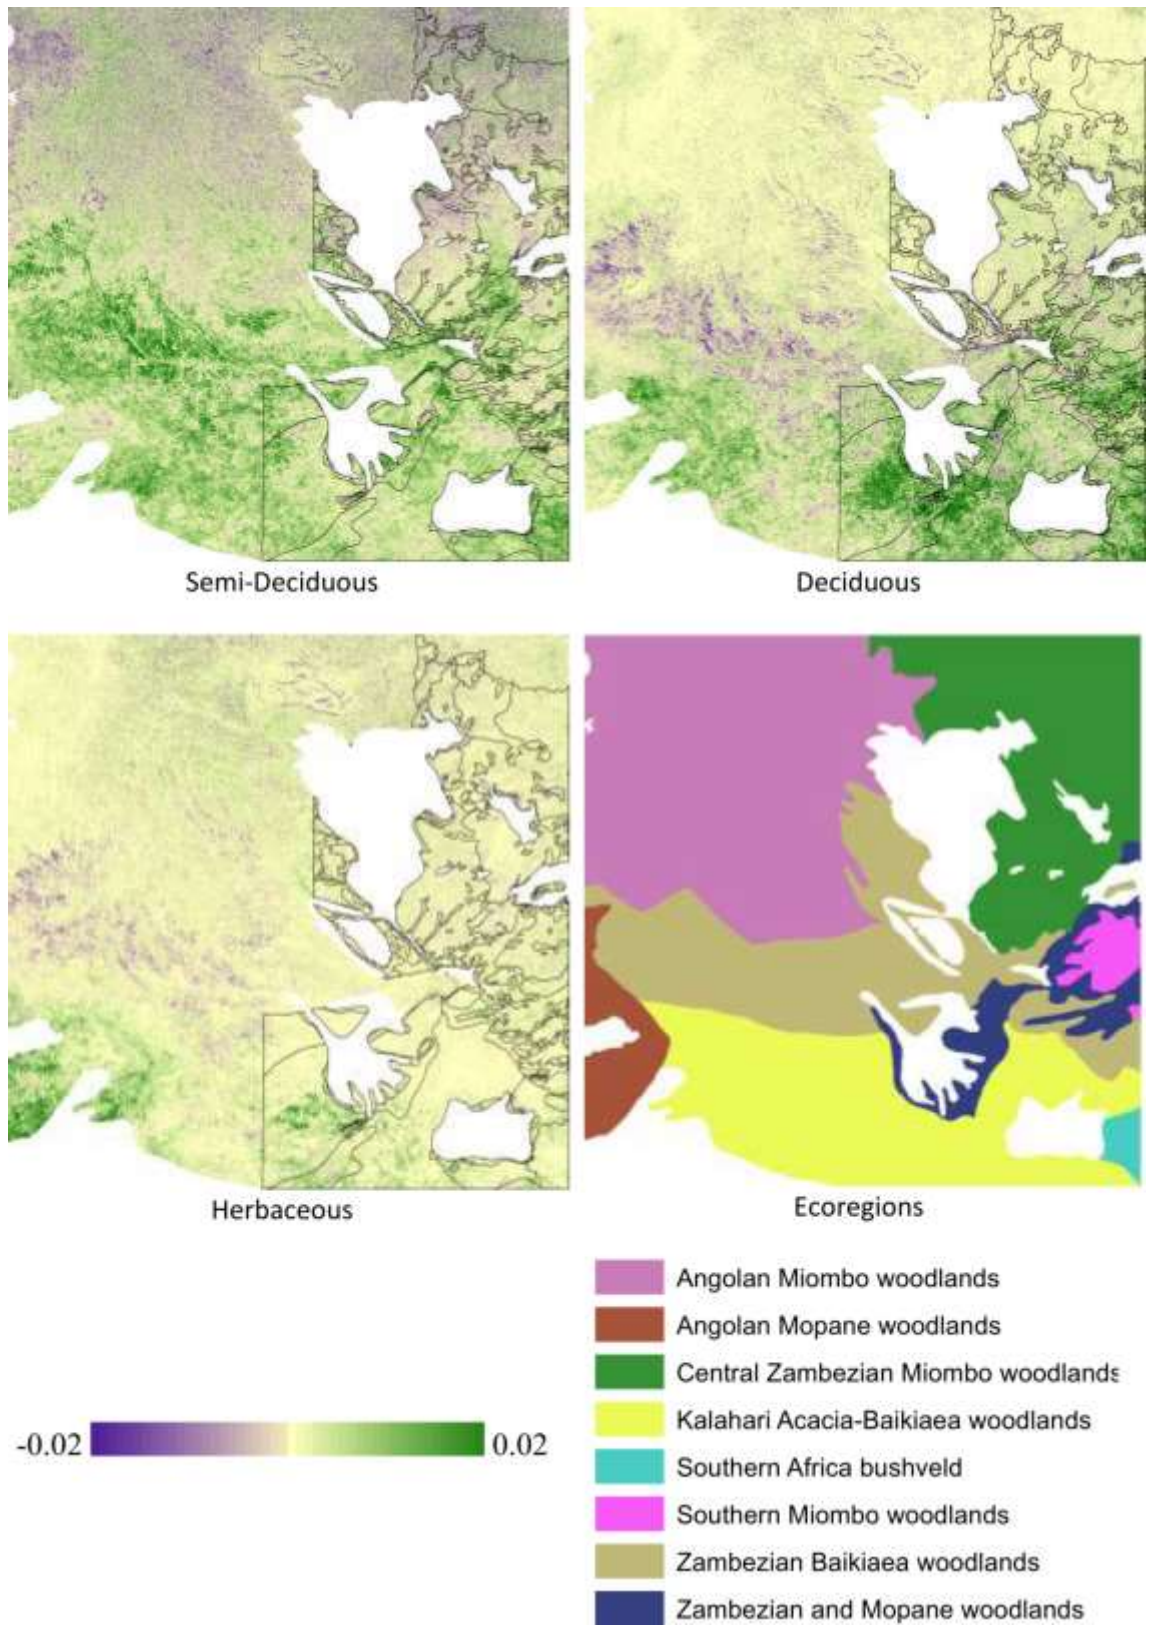 Semi-Deciduous
Deciduous
Herbaceous
Ecoregions
Angolan Miombo woodlands
Angolan Mopane woodlands
Central Zambezian Miombo woodlands
Kalahari Acacia-Baikiaea woodlands
-0.02
0.02
Southern Africa bushveld
Southern Miombo woodlands
Zambezian Baikiaea woodlands
Zambezian and Mopane woodlands